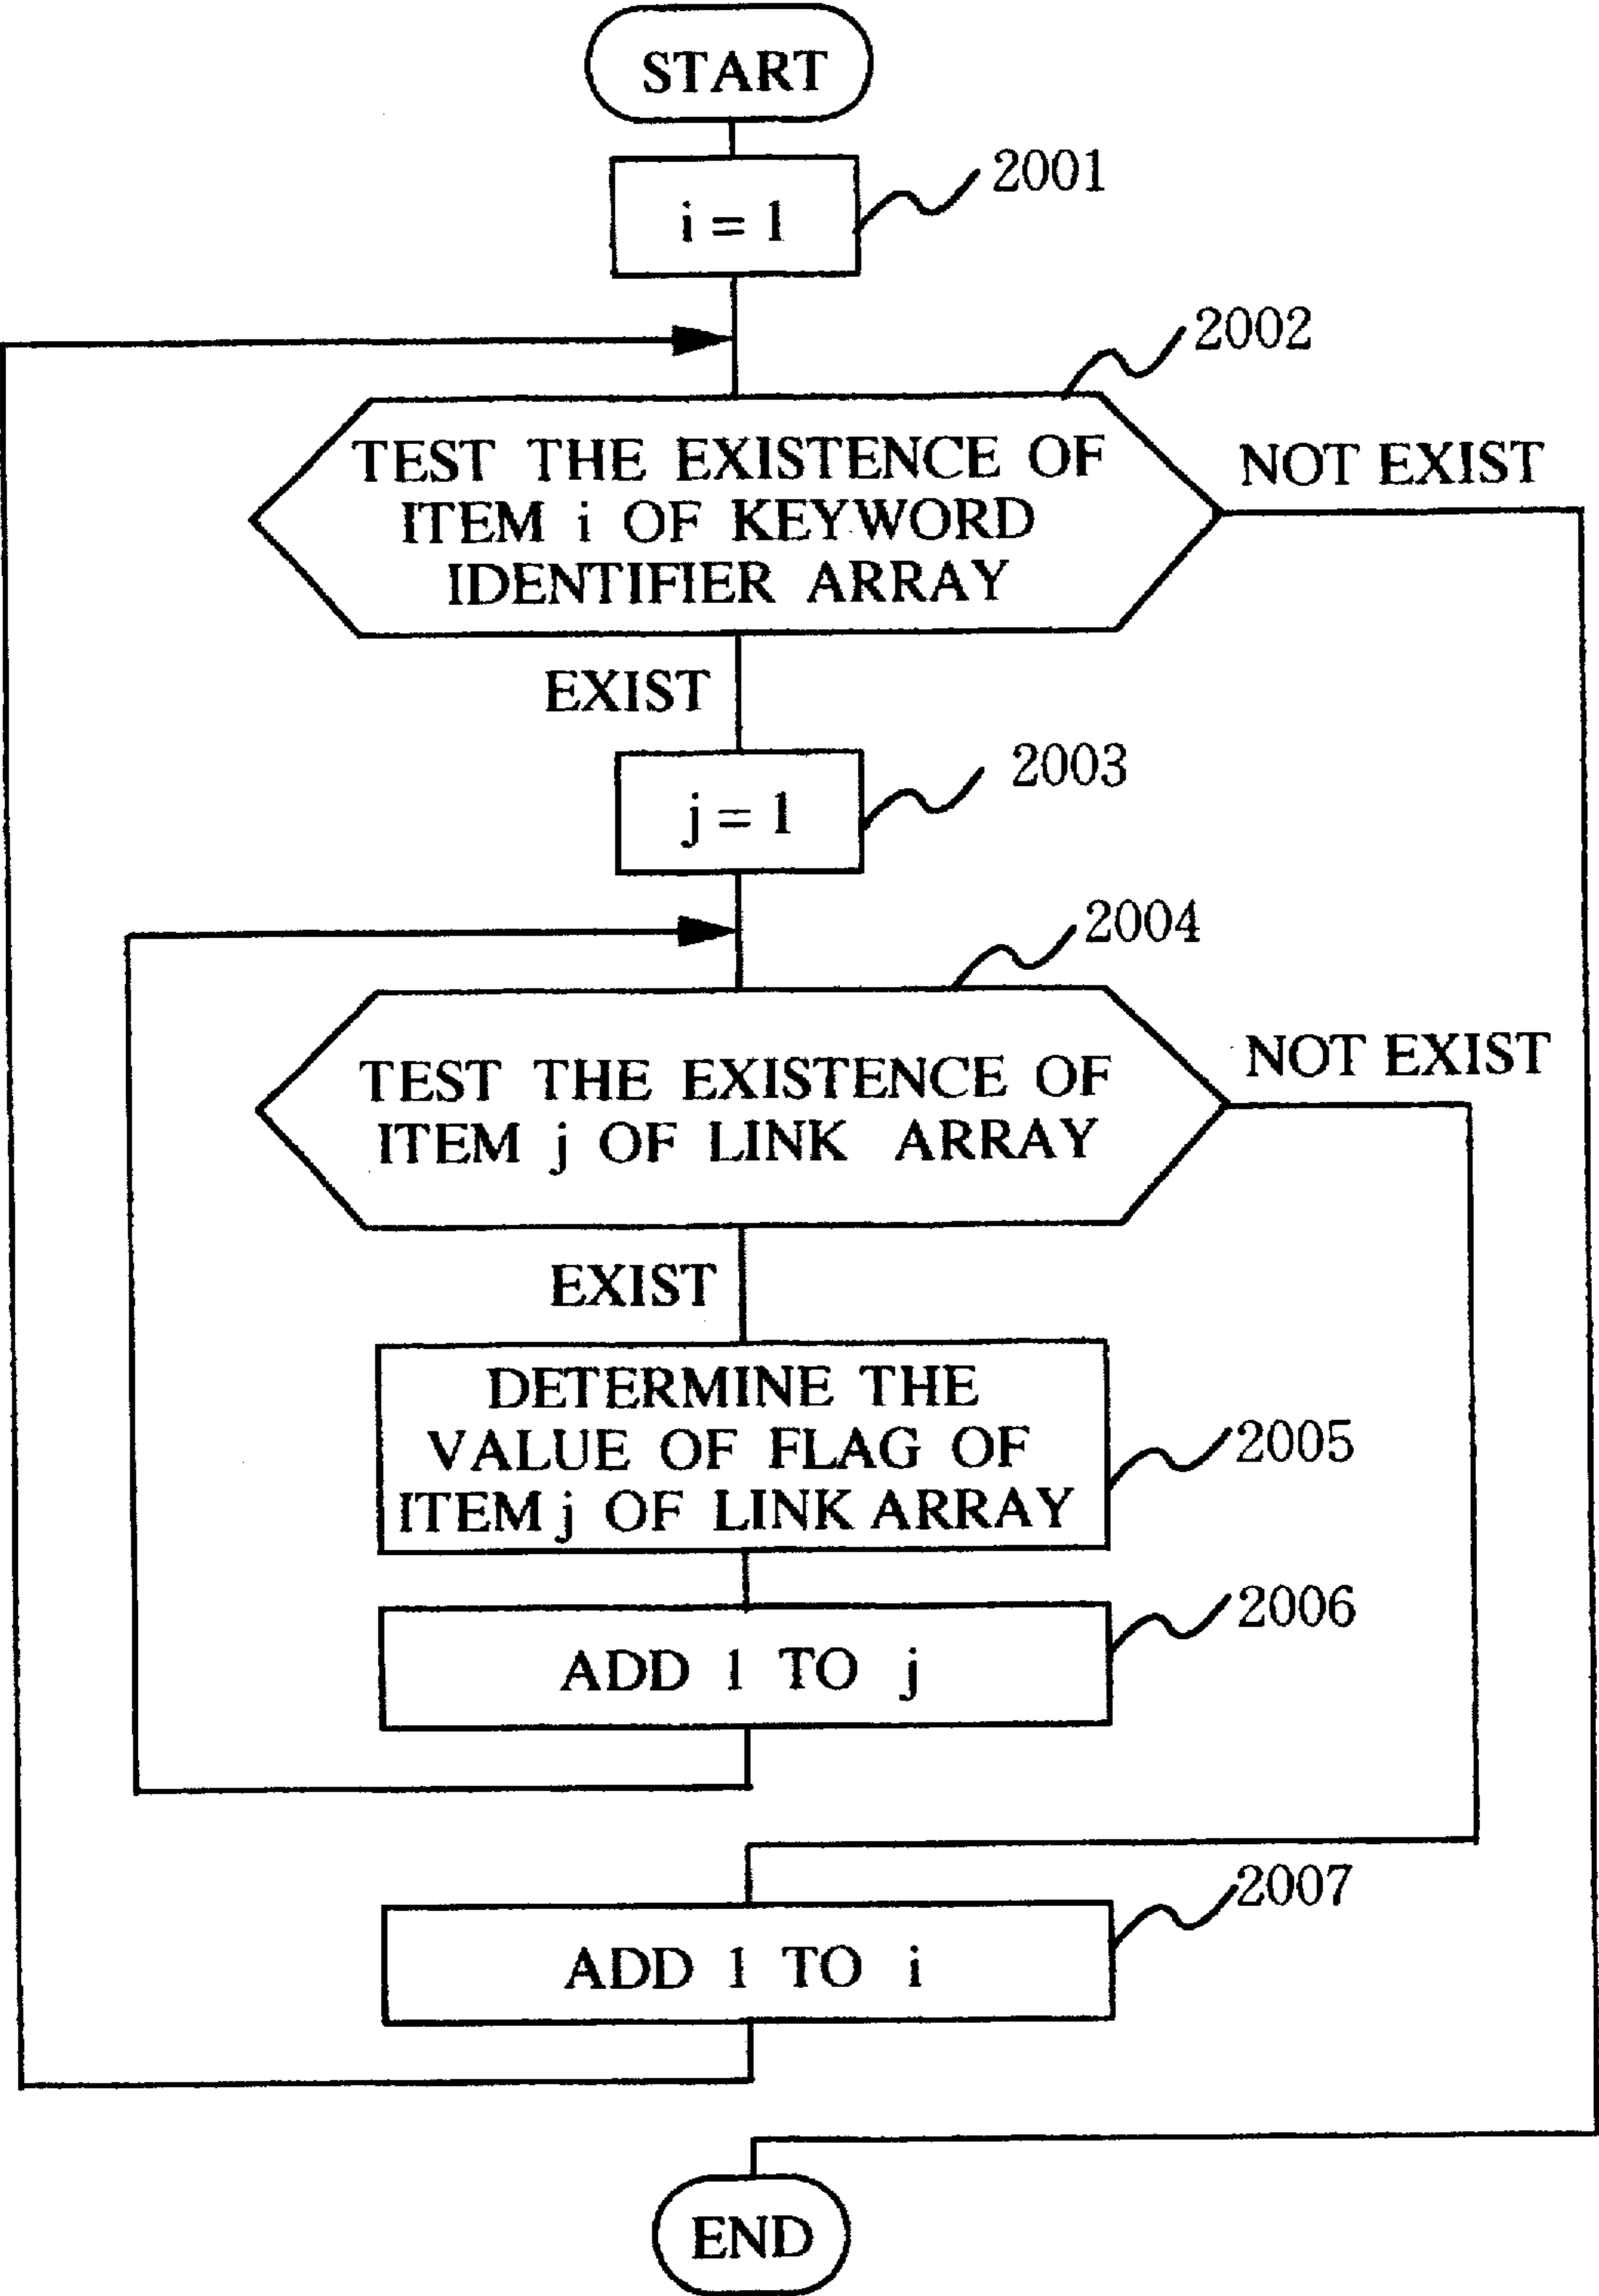 START
i = 1
2001
2002
TEST THE EXISTENCE OF
ITEM i OF KEYWORD
IDENTIFIER ARRAY
NOT EXIST
EXIST
j = 1
2003
2004
TEST THE EXISTENCE OF
ITEM j OF LINK ARRAY
NOT EXIST
EXIST
DETERMINE THE
VALUE OF FLAG OF
ITEM j OF LINK ARRAY
2005
ADD 1 TO j
2006
ADD 1 TO i
2007
END